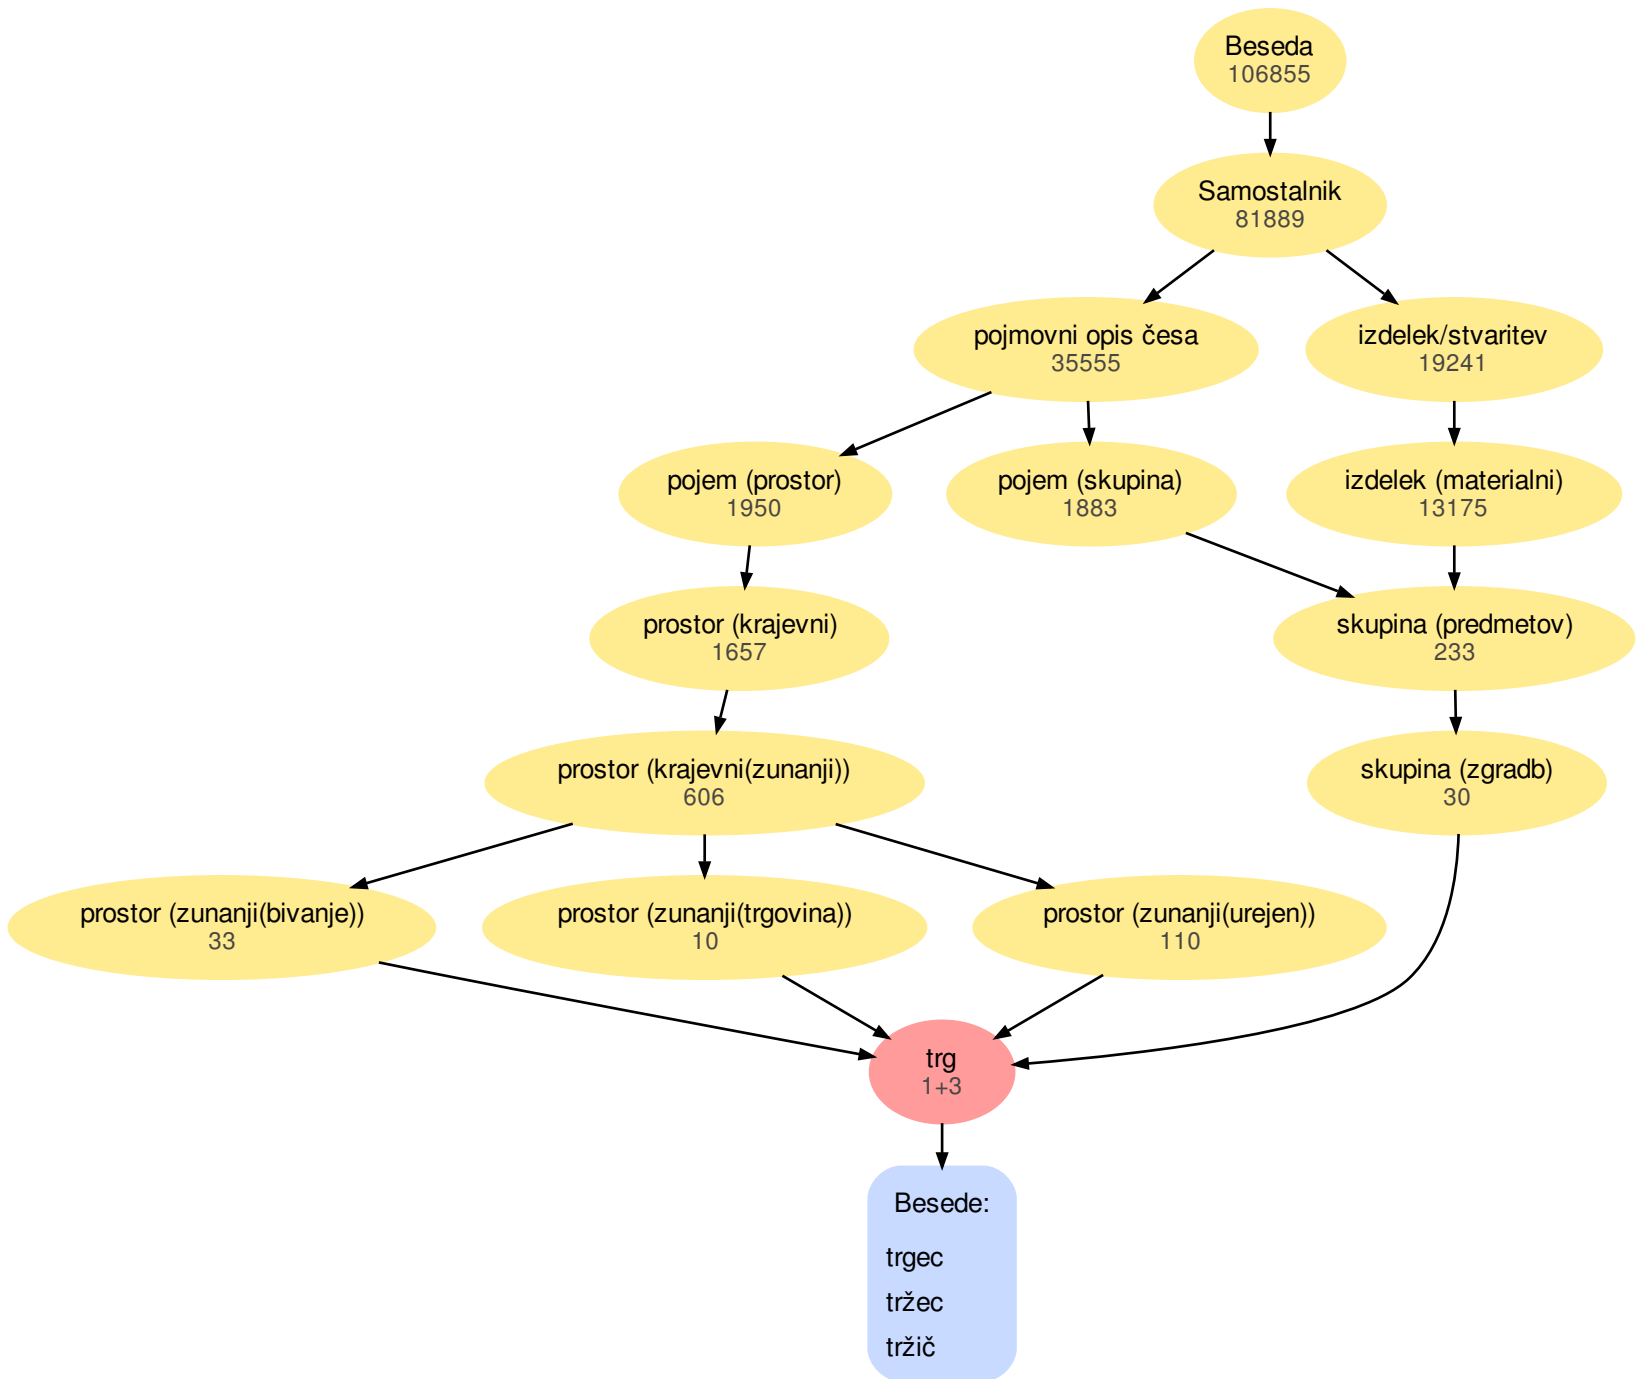 Beseda
106855
Samostalnik
81889
pojmovni opis česa
35555
izdelek/stvaritev
19241
pojem (prostor)
1950
pojem (skupina)
1883
izdelek (materialni)
13175
prostor (krajevni)
1657
skupina (predmetov)
233
prostor (krajevni(zunanji))
606
skupina (zgradb)
30
prostor (zunanji(bivanje))
33
prostor (zunanji(trgovina))
10
prostor (zunanji(urejen))
110
trg
1+3
Besede:
trgec
tržec
tržič